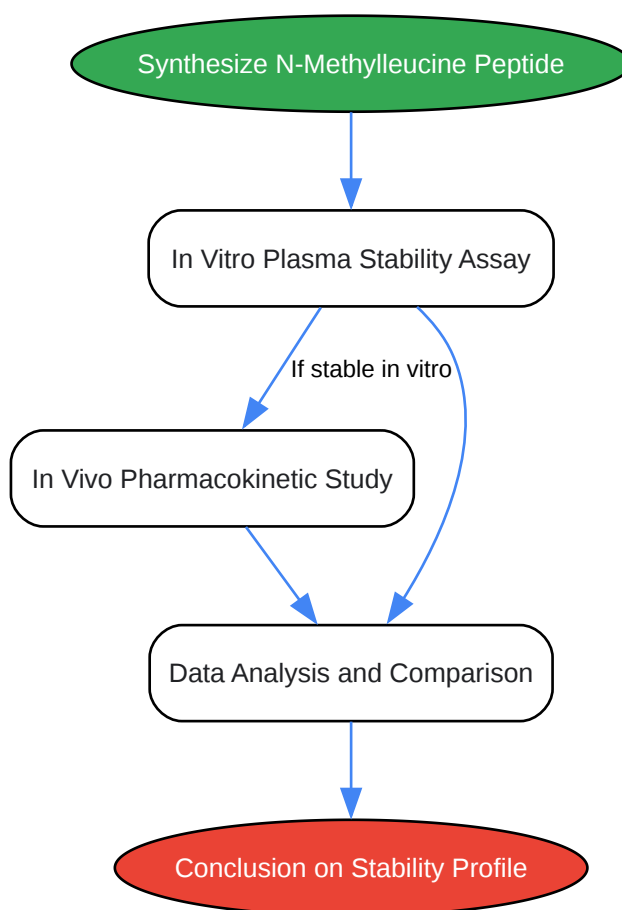 Synthesize N-Methylleucine Peptide
In Vitro Plasma Stability Assay
If stable in vitro
In Vivo Pharmacokinetic Study
Data Analysis and Comparison
Conclusion on Stability Profile